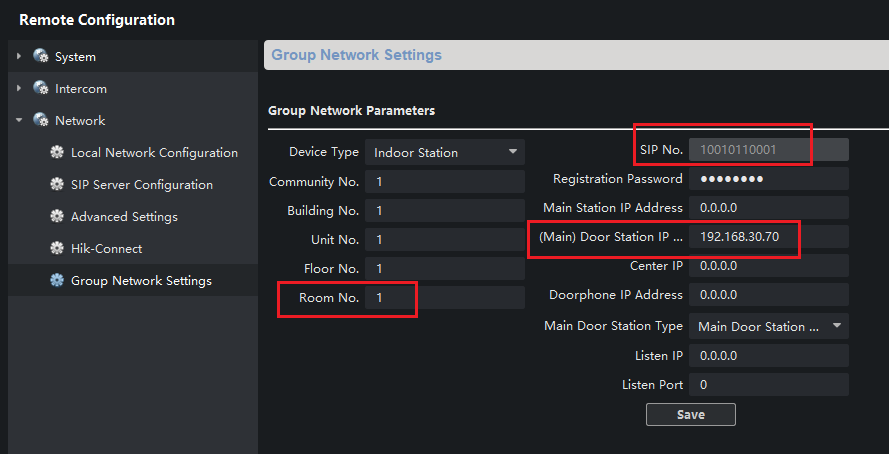 Remote Configuration
System
Intercom
Network
Local Network Configuration
SIP Server Configuration
Advanced Settings
Hik-Connect
Group Network Settings
Group Network Settings
Group Network Parameters
Device Type Indoor Station
Community No. 1
Building No. 1
Unit No. 1
Floor No. 1
Room No. 1
SIP No. 10010110001
Registration Password ●●●●●●●●
Main Station IP Address 0.0.0.0
(Main) Door Station IP ... 192.168.30.70
Center IP 0.0.0.0
Doorphone IP Address 0.0.0.0
Main Door Station Type Main Door Station ...
Listen IP 0.0.0.0
Listen Port 0
Save